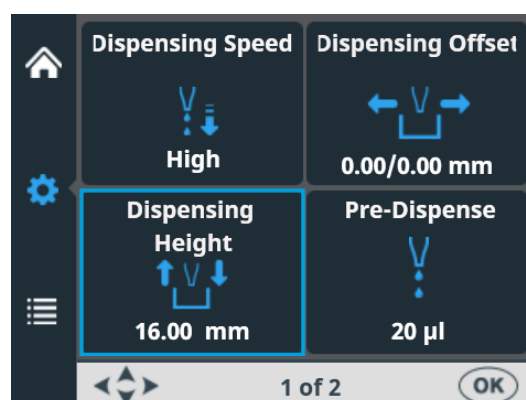 Dispensing Speed
High
Dispensing Offset
0.00/0.00 mm
Dispensing
Height
16.00 mm
Pre-Dispense
20 µl
1 of 2
OK